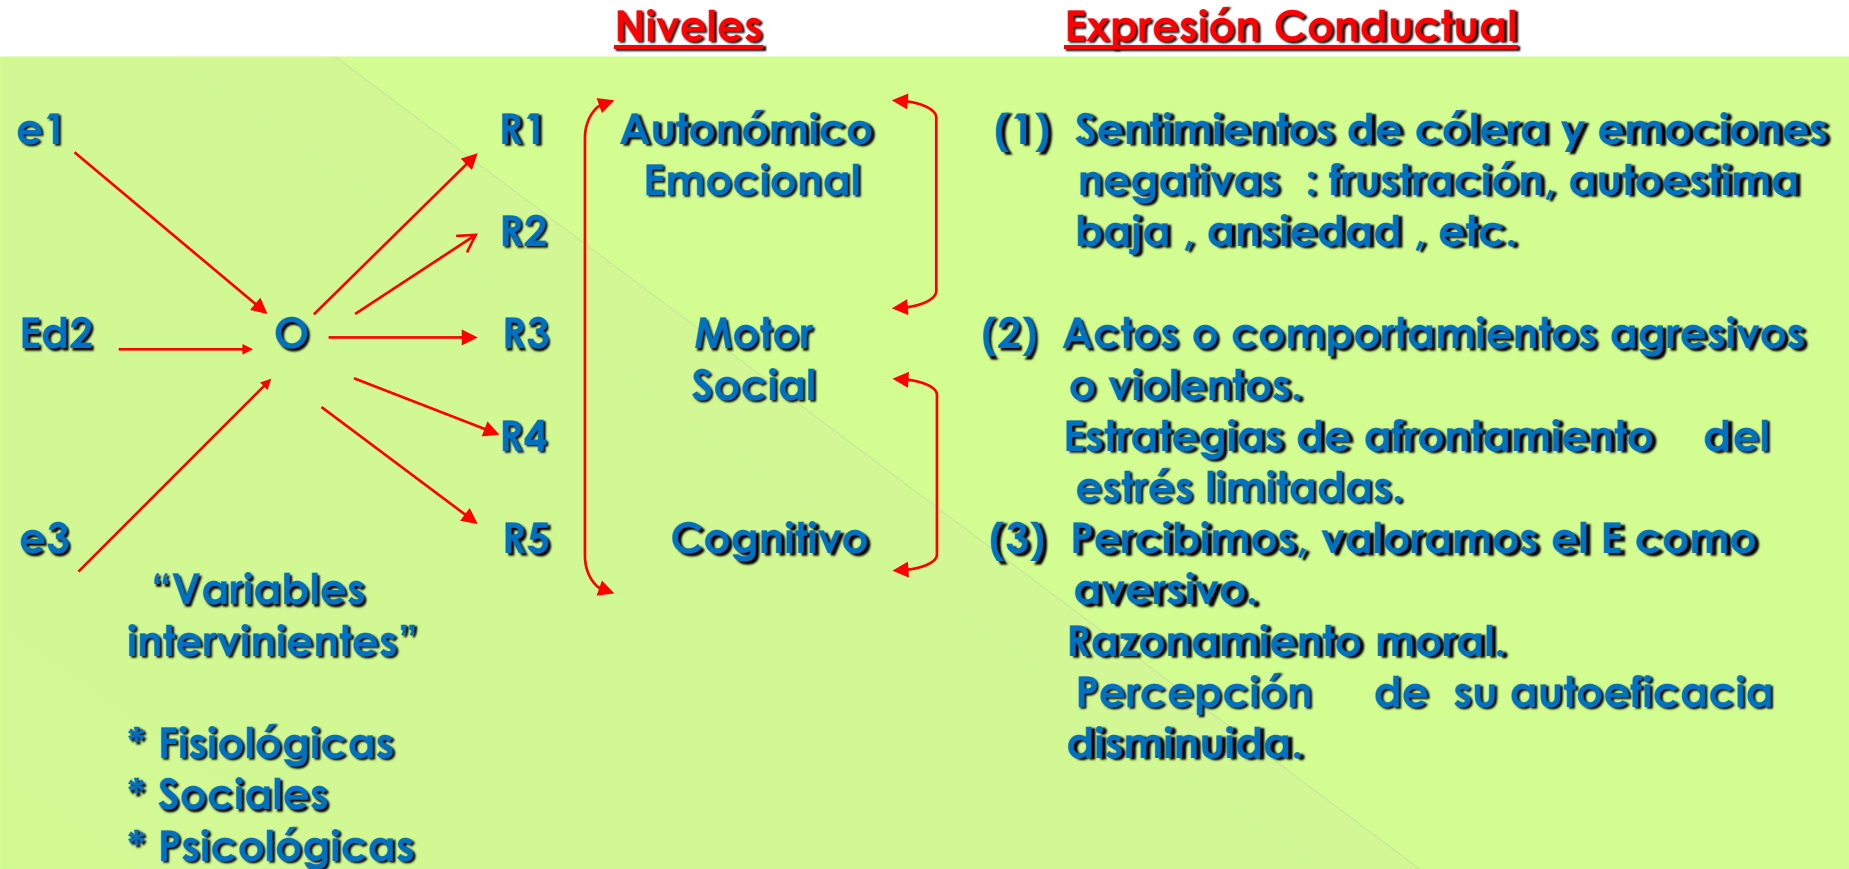 Niveles Expresión Conductual
e1 R1 Autonómico (1) Sentimientos de cólera y emociones
Emocional negativas : frustración, autoestima
R2 baja , ansiedad , etc.
Ed2 O R3 Motor (2) Actos o comportamientos agresivos
Social o violentos.
R4 Estrategias de afrontamiento del
estrés limitadas.
e3 R5 Cognitivo (3) Percibimos, valoramos el E como
“Variables aversivo.
intervinientes” Razonamiento moral.
Percepción de su autoeficacia
* Fisiológicas disminuida.
* Sociales
* Psicológicas